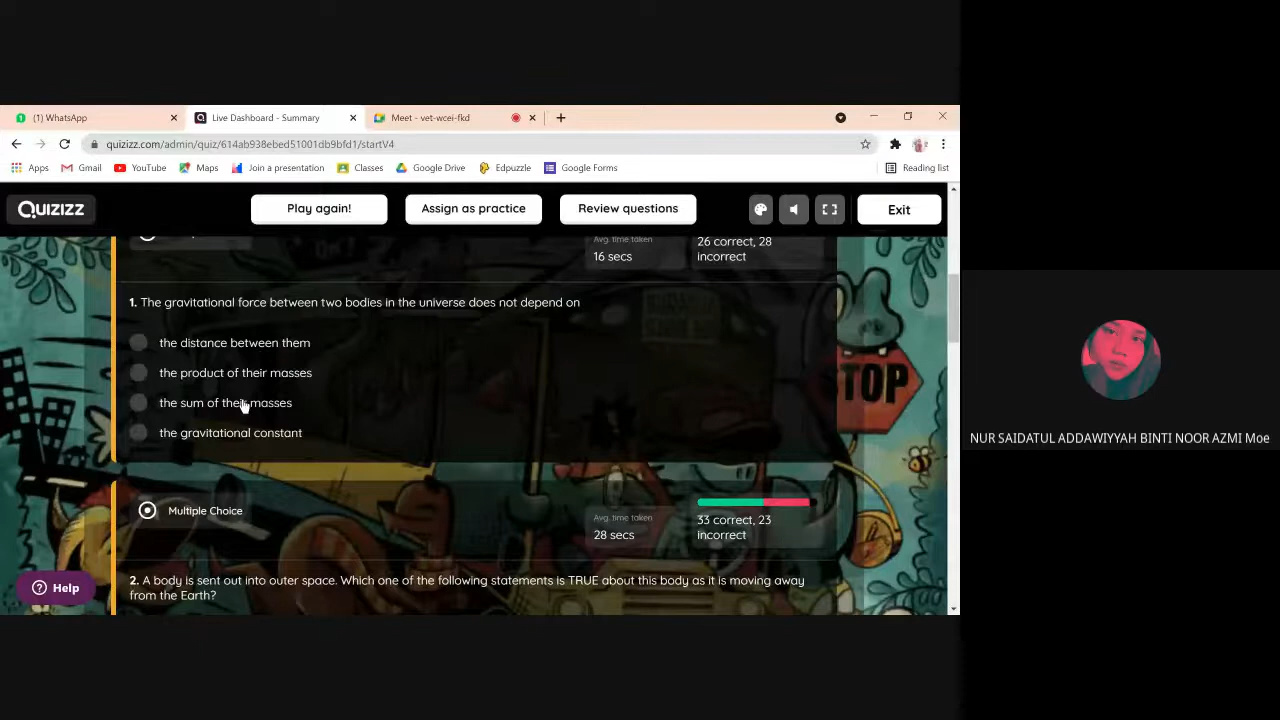 (1) WhatsApp
Live Dashboard - Summary
Meet - vet-wcei-fkd
quizizz.com/admin/quiz/614ab938ebed51001db9bfd1/startV4
Apps
Gmail
YouTube
Maps
Join a presentation
Classes
Google Drive
Edpuzzle
Google Forms
Reading list
QUIZIZZ
Play again!
Assign as practice
Review questions
Exit
Avg. time taken
16 secs
26 correct, 28
incorrect
1. The gravitational force between two bodies in the universe does not depend on
the distance between them
the product of their masses
the sum of their masses
the gravitational constant
STOP
Multiple Choice
Avg. time taken
28 secs
33 correct, 23
incorrect
2. A body is sent out into outer space. Which one of the following statements is TRUE about this body as it is moving away
from the Earth?
Help
NUR SAIDATUL ADDAWIYYAH BINTI NOOR AZMI Moe